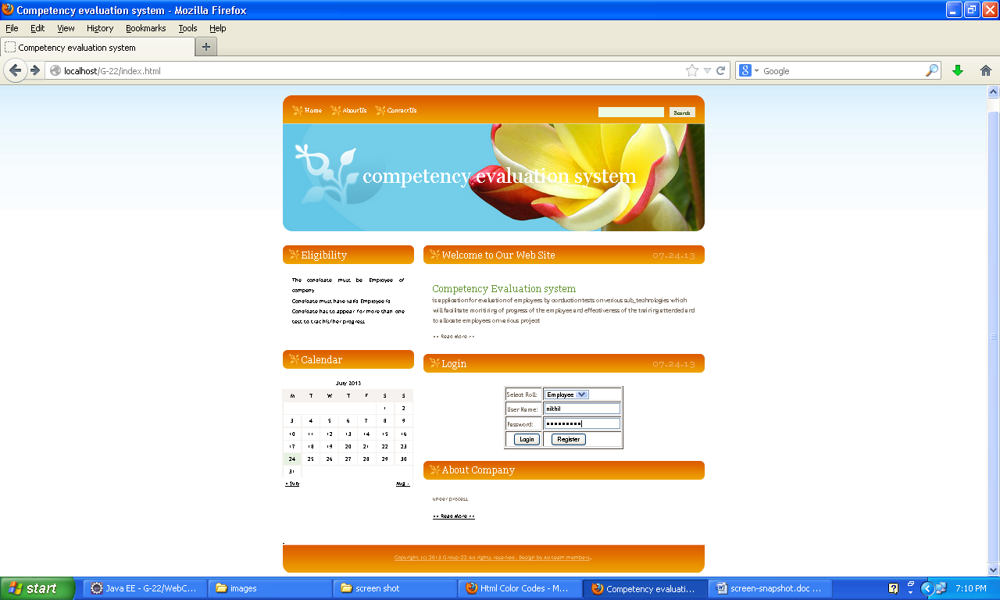 Competency evaluation system - Mozilla Firefox
File Edit View History Bookmarks Tools Help
Competency evaluation system
localhost/G-22/index.html
Google
Home AboutUs ContactUs
Search
competency evaluation system
Eligibility
The candidate must be Employee of
company
Candidate must have valid Employee id
Candidate has to appear for more than one
test to track his/her progress
Calendar
July 2013
M T W T F S S
1 2
3 4 5 6 7 8 9
10 11 12 13 14 15 16
17 18 19 20 21 22 23
24 25 26 27 28 29 30
31
« July Aug »
Welcome to Our Web Site 07.24.13
Competency Evaluation system
is application for evaluation of employees by conduction tests on various sub_technologies which
will facilitate monitiring of progress of the employee and effectiveness of the training attended and
to allocate employees on various project
Read More
Login 07.24.13
Select Roll: Employee
User Name: nikhil
Password: •••••••••
Login Register
About Company
under process
Read More
Copyright (c) 2013 Group-22 All rights reserved. Design by All team members.
start
Java EE - G-22/WebC...
images
screen shot
Html Color Codes - M...
Competency evaluati...
screen-snapshot.doc ...
7:10 PM